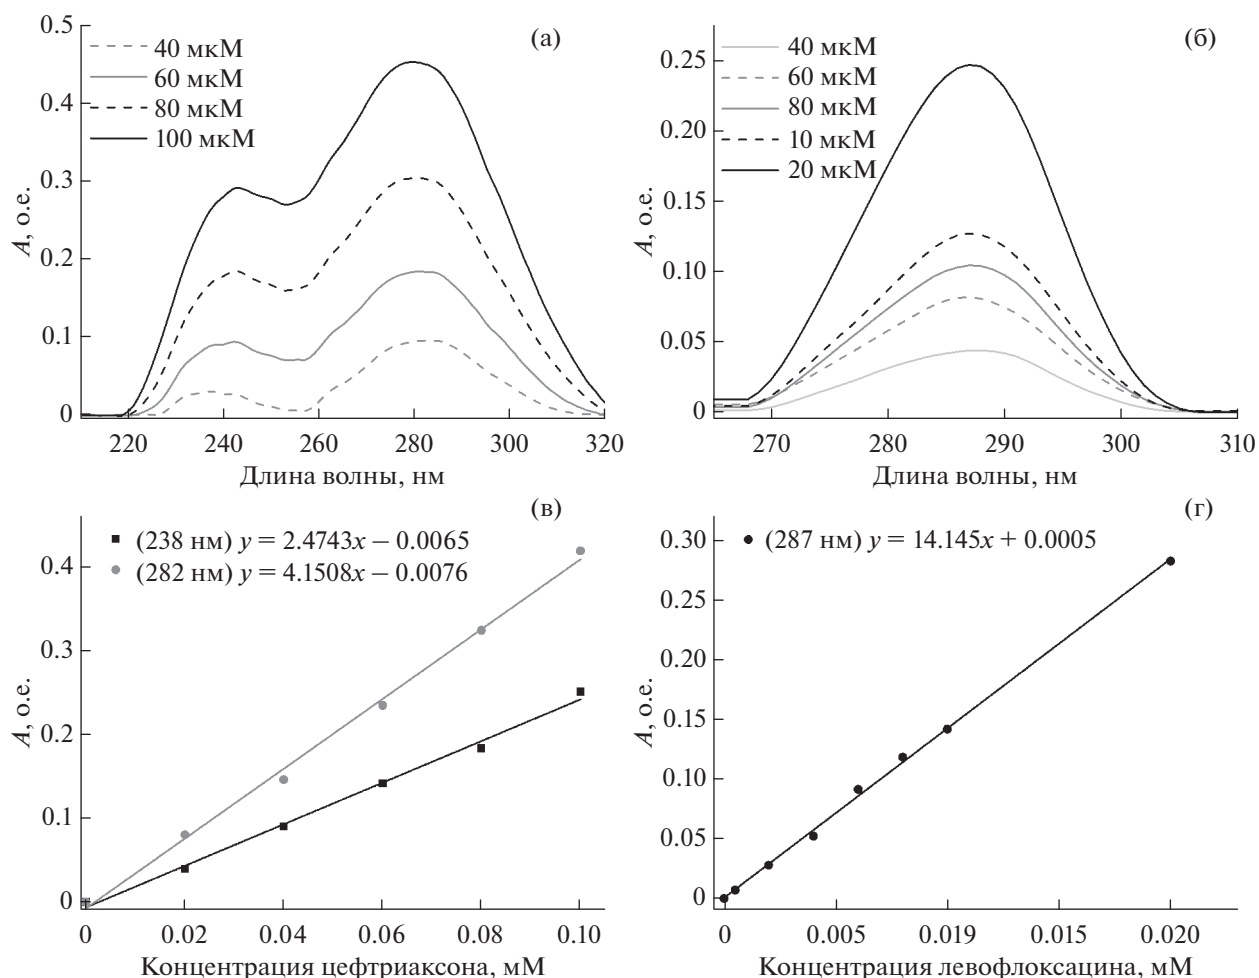 0.5
0.4
0.3
0.2
0.1
0
A, о.е.
40 мкМ
60 мкМ
80 мкМ
100 мкМ
(а)
220 240 260 280 300 320
Длина волны, нм
0.25
0.20
0.15
0.10
0.05
0
A, о.е.
40 мкМ
60 мкМ
80 мкМ
10 мкМ
20 мкМ
(б)
270 280 290 300 310
Длина волны, нм
0.4
0.3
0.2
0.1
0
A, о.е.
(в)
(238 нм) y = 2.4743x − 0.0065
(282 нм) y = 4.1508x − 0.0076
0 0.02 0.04 0.06 0.08 0.10
Концентрация цефтриаксона, мМ
0.30
0.25
0.20
0.15
0.10
0.05
0
A, о.е.
(г)
(287 нм) y = 14.145x + 0.0005
0 0.005 0.019 0.015 0.020
Концентрация левофлоксацина, мМ